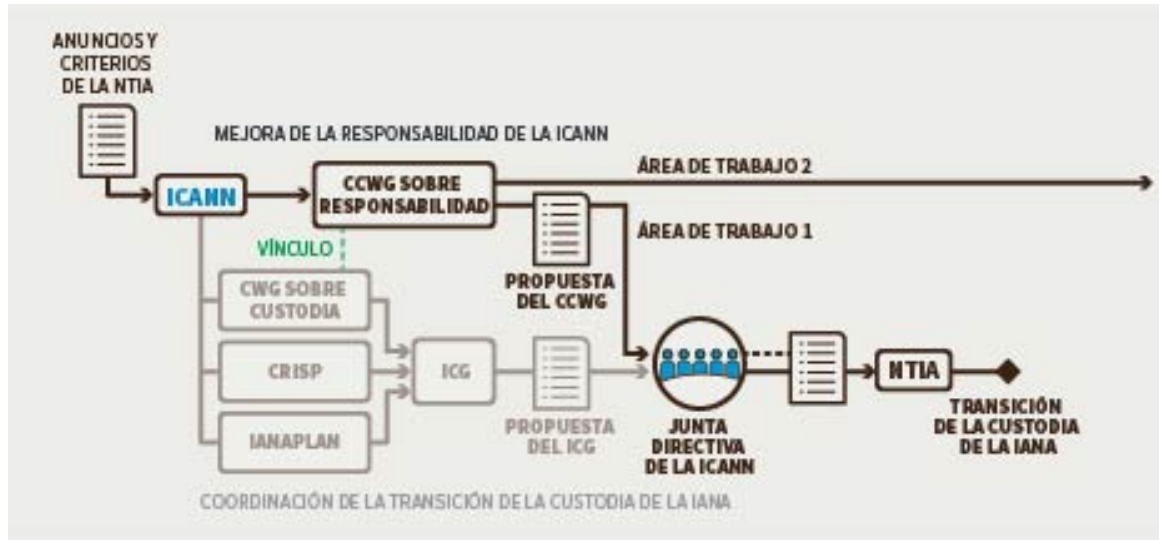 ANUNCIOS Y
CRITERIOS
DE LA NTIA
MEJORA DE LA RESPONSABILIDAD DE LA ICANN
ICANN
CCWG SOBRE
RESPONSABILIDAD
ÁREA DE TRABAJO 2
ÁREA DE TRABAJO 1
VÍNCULO
PROPUESTA
DEL CCWG
CWG SOBRE
CUSTODIA
CRISP
IANAPLAN
ICG
PROPUESTA
DEL ICG
JUNTA
DIRECTIVA
DE LA ICANN
NTIA
TRANSICIÓN
DE LA CUSTODIA
DE LA IANA
COORDINACIÓN DE LA TRANSICIÓN DE LA CUSTODIA DE LA IANA